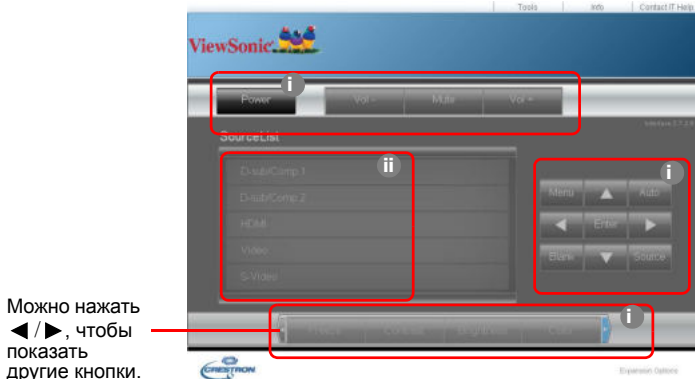 Tools Info Contact IT Help
ViewSonic
i
Power Vol - Mute Vol +
SourceList
ii
D-sub/Comp 1
D-sub/Comp 2
HDMI
Video
S-Video
i
Menu Auto
Enter
Blank Source
Можно нажать
◀/▶, чтобы
показать
другие кнопки.
i
Contrast Brightness Color
CRESTRON
Expansion Options